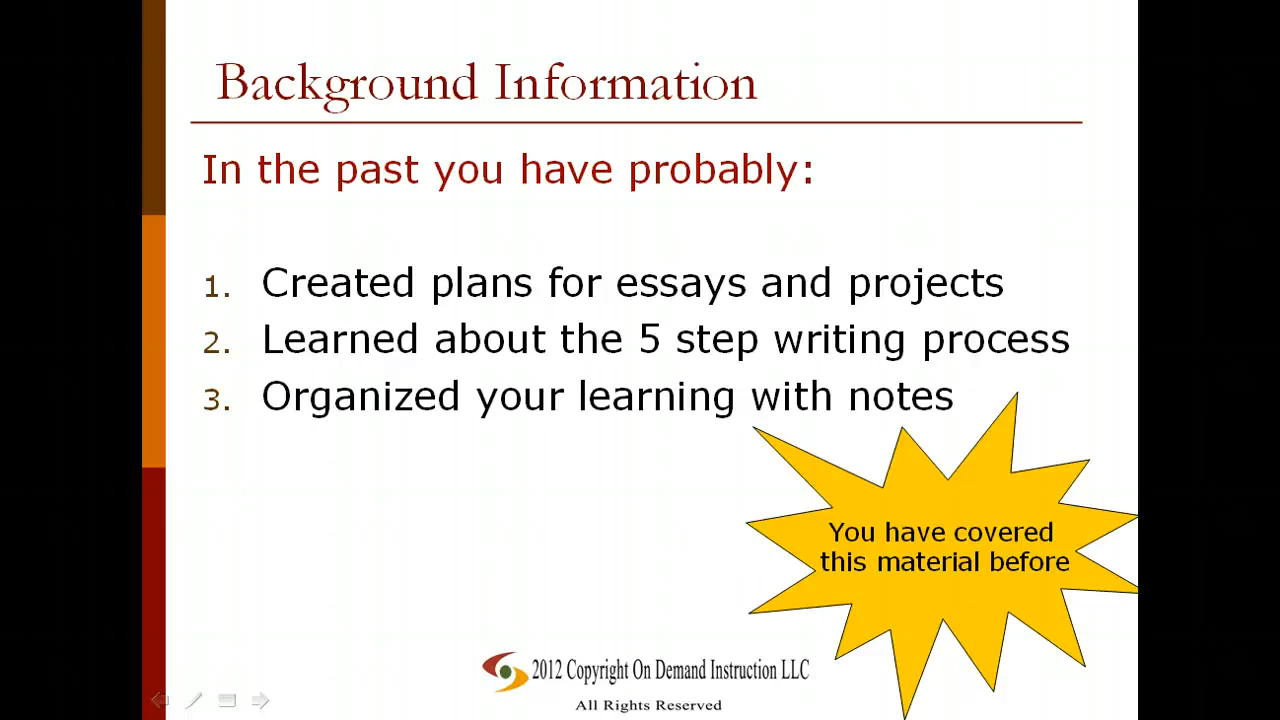 Background Information
In the past you have probably:
1. Created plans for essays and projects
2. Learned about the 5 step writing process
3. Organized your learning with notes
You have covered
this material before
2012 Copyright On Demand Instruction LLC
All Rights Reserved